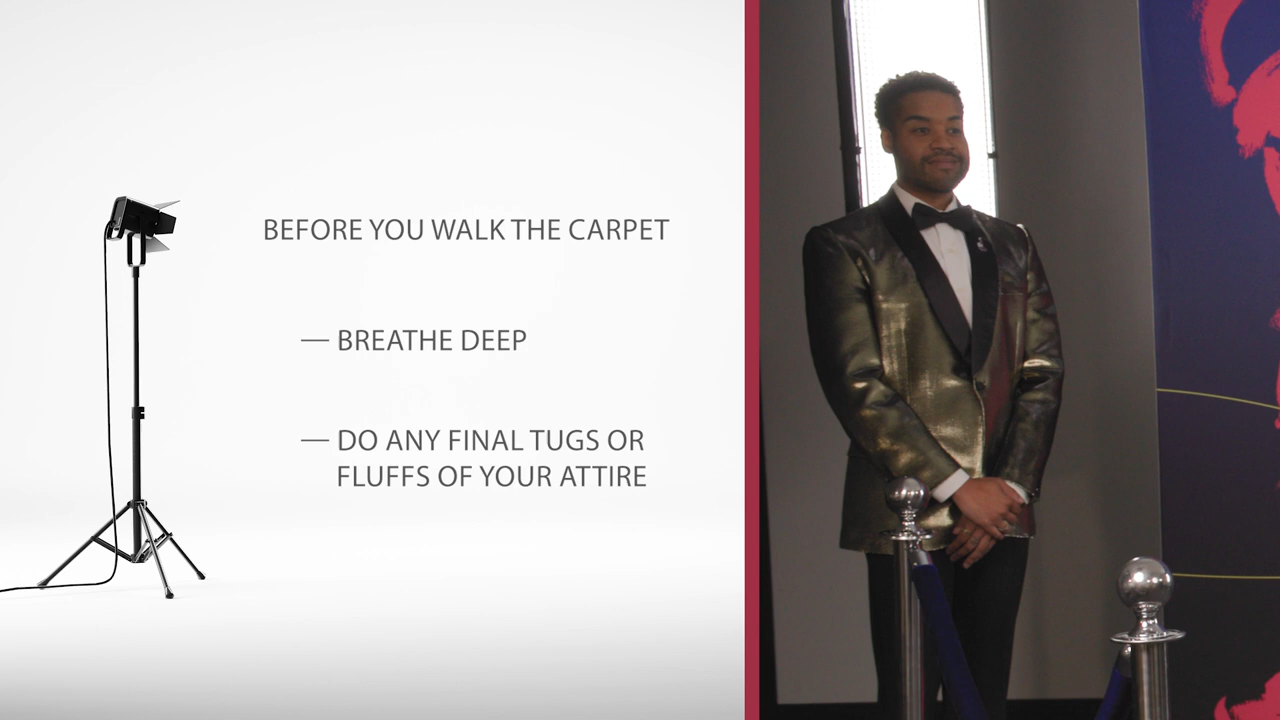 BEFORE YOU WALK THE CARPET
— BREATHE DEEP
— DO ANY FINAL TUGS OR
FLUFFS OF YOUR ATTIRE